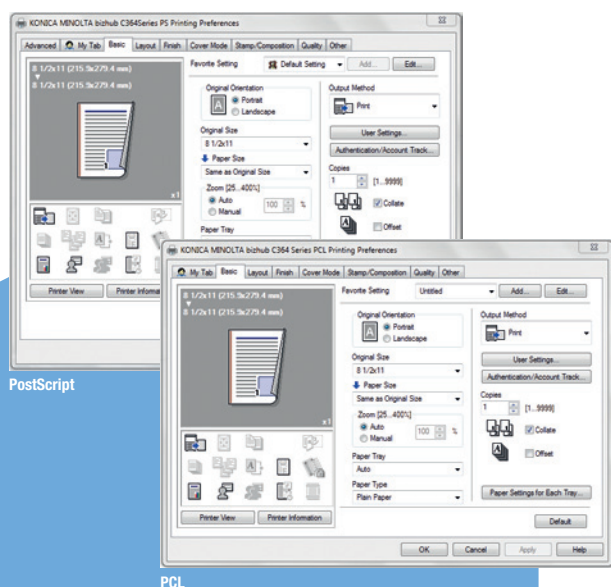 KONICA MINOLTA bizhub C364Series PS Printing Preferences
Advanced My Tab Basic Layout Finish Cover Mode Stamp/Composition Quality Other
8 1/2x11 (215.9x279.4 mm)
8 1/2x11 (215.9x279.4 mm)
x1
Printer View
Printer Informa
Favorite Setting Default Setting Add... Edit...
Original Orientation
A
Portrait
Landscape
Original Size
8 1/2x11
Paper Size
Same as Original Size
Zoom [25...400%]
Auto
Manual
100 %
Paper Tray
Output Method
Print
User Settings...
Authentication/Account Track...
Copies
1 [1...9999]
Collate
Offset
PostScript
KONICA MINOLTA bizhub C364 Series PCL Printing Preferences
My Tab Basic Layout Finish Cover Mode Stamp/Composition Quality Other
8 1/2x11 (215.9x279.4 mm)
8 1/2x11 (215.9x279.4 mm)
x1
Printer View Printer Information
Favorite Setting Untitled Add... Edit...
Original Orientation
A
Portrait
Landscape
Original Size
8 1/2x11
Paper Size
Same as Original Size
Zoom [25...400%]
Auto
Manual
100 %
Paper Tray
Auto
Paper Type
Plain Paper
Output Method
Print
User Settings...
Authentication/Account Track...
Copies
1 [1...9999]
Collate
Offset
Paper Settings for Each Tray...
Default
OK Cancel Apply Help
PCL